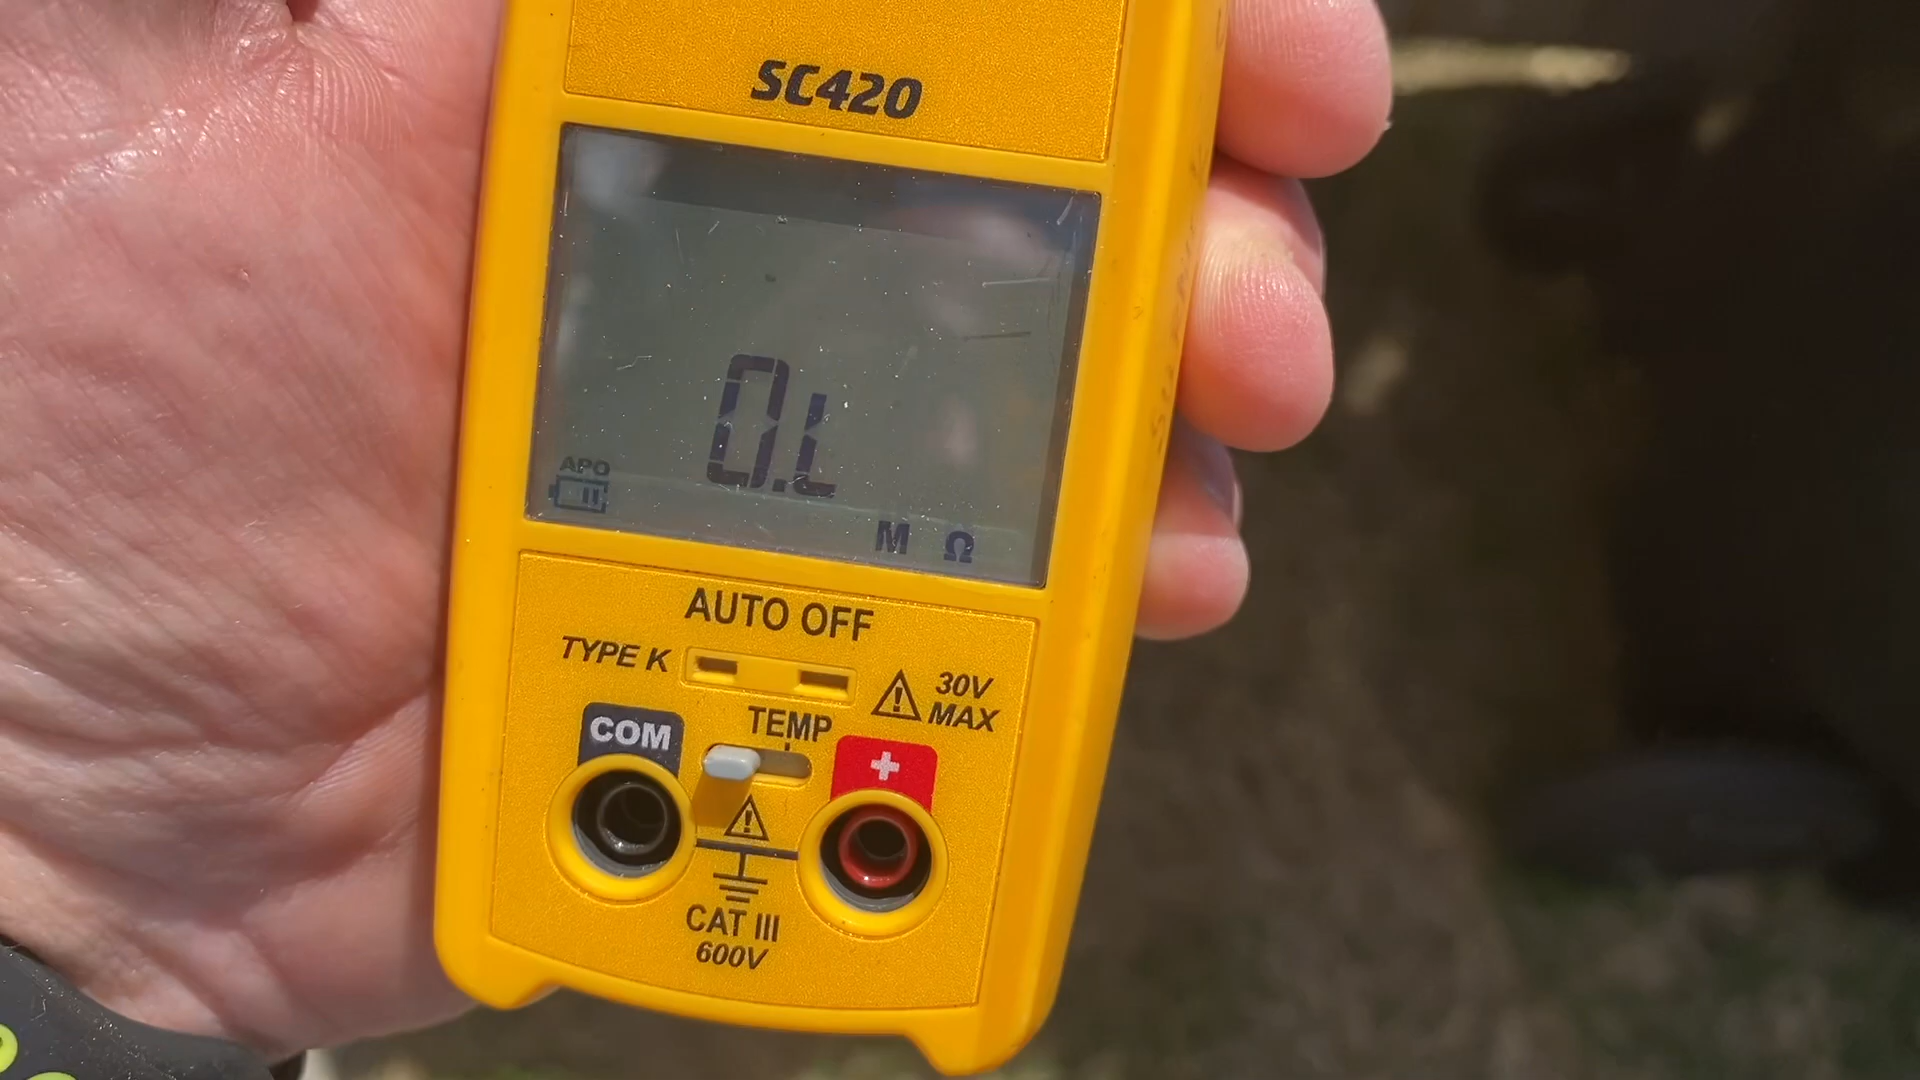 SC420
0.L
APO
M Ω
AUTO OFF
TYPE K
30V
MAX
TEMP
COM
+
CAT III
600V